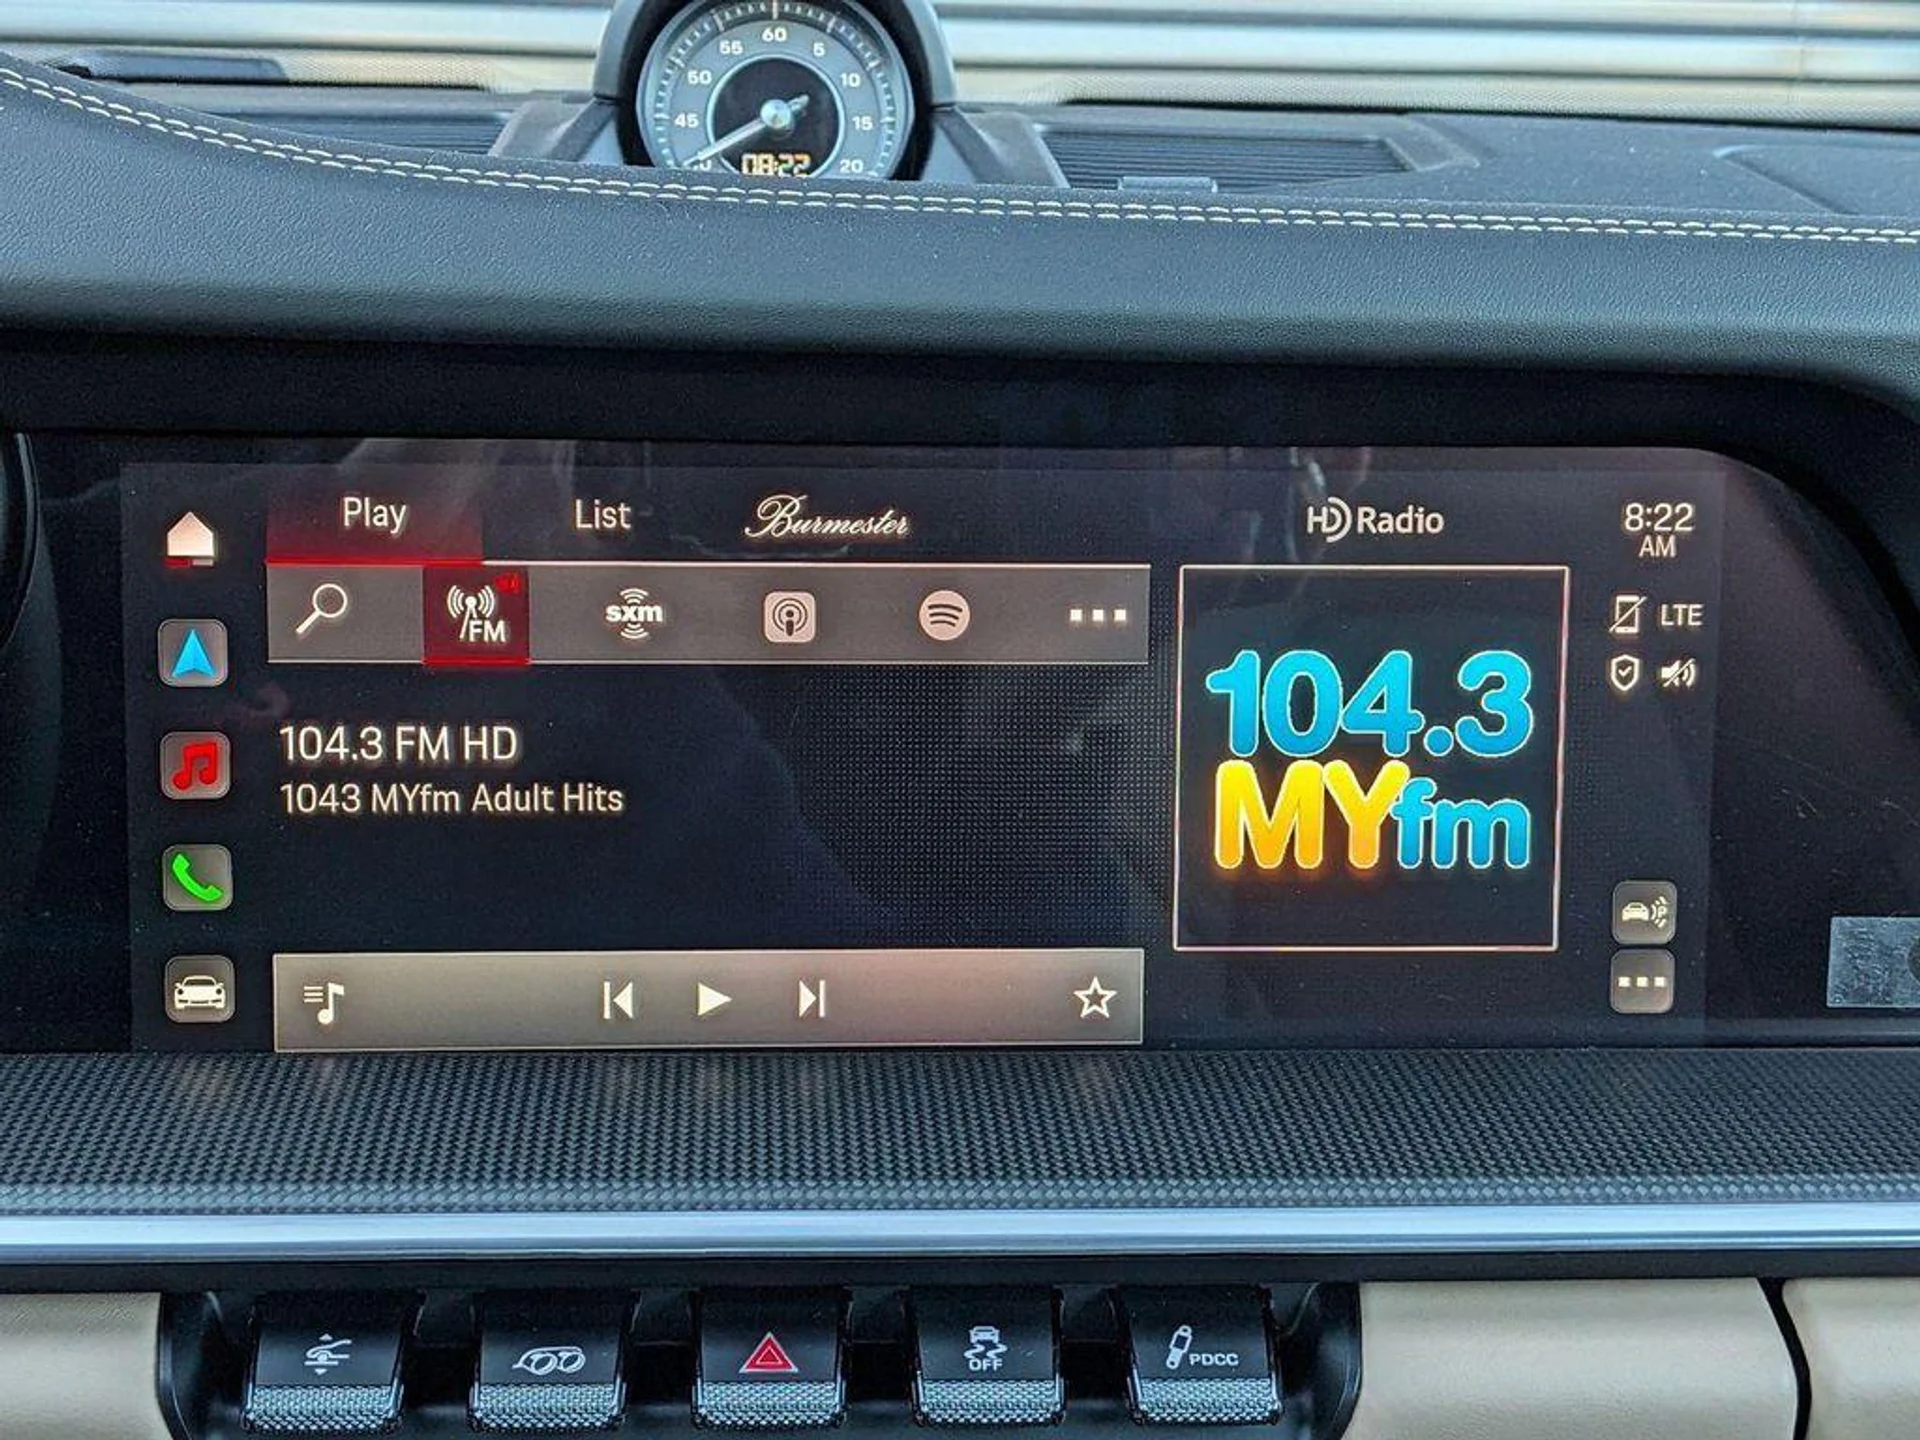 60
55
5
50
10
45
15
20
08:22
Play
List
Burmester
HD Radio
8:22
AM
FM
sxm
LTE
104.3
MYfm
104.3 FM HD
1043 MYfm Adult Hits
P
OFF
PDCC